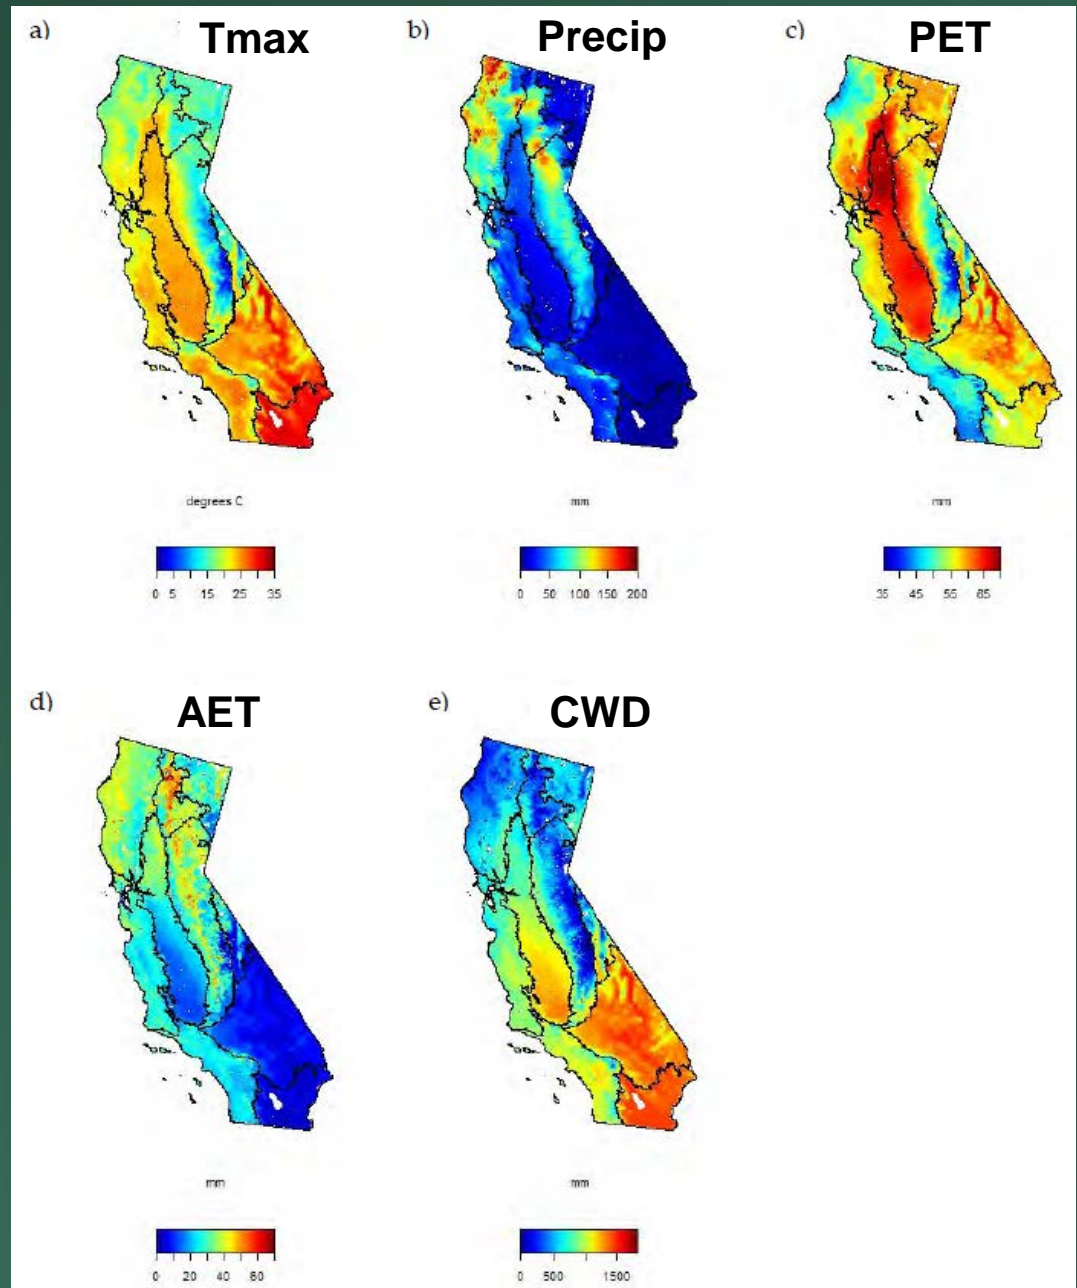 a) Tmax
b) Precip
c) PET
degrees C
0 5 15 25 35
mm
0 50 100 150 200
mm
35 45 55 65
d) AET
e) CWD
mm
0 20 40 60
mm
0 500 1500